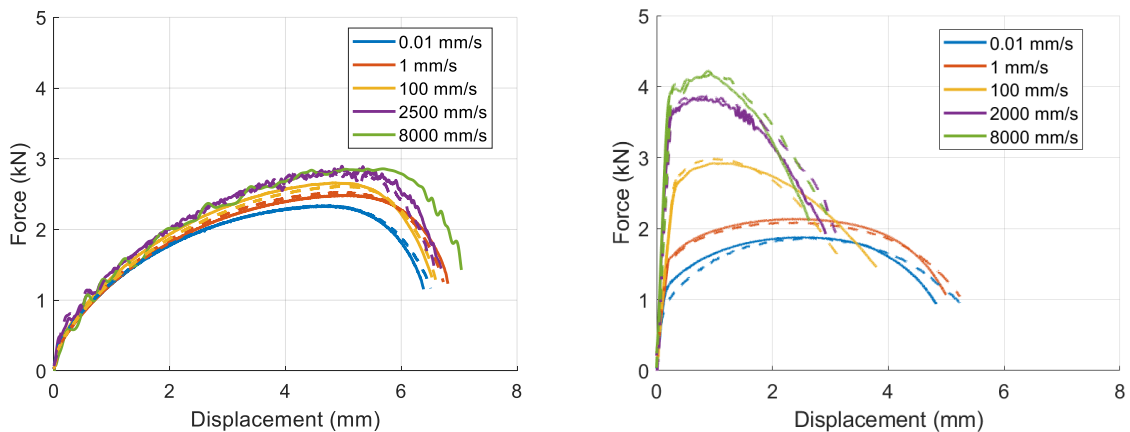 5
4
3
2
1
0
0 2 4 6 8
Force (kN)
Displacement (mm)
0.01 mm/s
1 mm/s
100 mm/s
2500 mm/s
8000 mm/s
5
4
3
2
1
0
0 2 4 6 8
Force (kN)
Displacement (mm)
0.01 mm/s
1 mm/s
100 mm/s
2000 mm/s
8000 mm/s